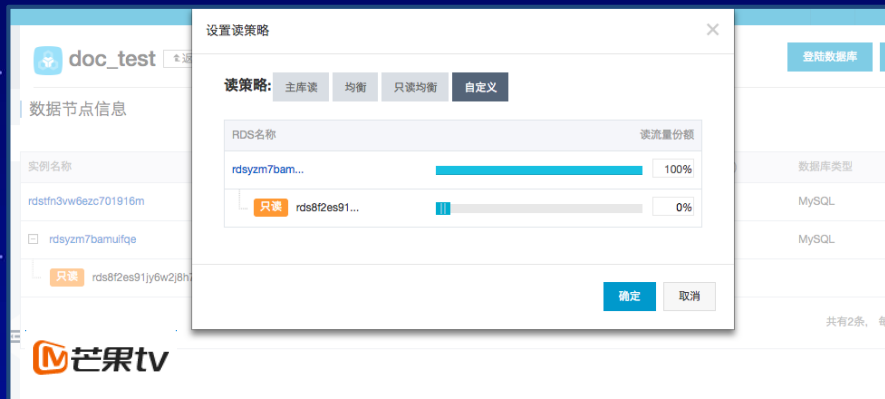 设置读策略
doc_test
登陆数据库
读策略: 主库读 均衡 只读均衡 自定义
数据节点信息
RDS名称 读流量份额
实例名称 数据库类型
rdsyzm7bam... 100%
rdstfn3vw6ezc701916m MySQL
只读 rds8f2es91... 0%
rdsyzm7bamuifqe MySQL
只读 rds8f2es91jy6w2j8h7
确定 取消
共有2条,
芒果tv